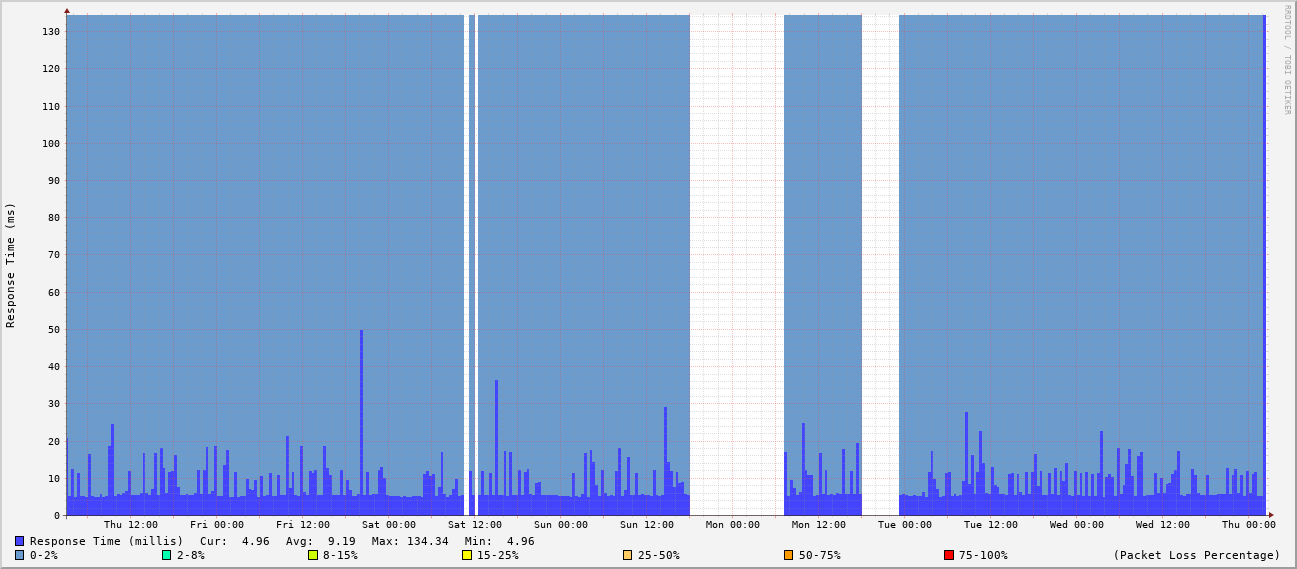 RRDTOOL / TOBI OETIKER
Response Time (ms)
130
120
110
100
90
80
70
60
50
40
30
20
10
0
Thu 12:00 Fri 00:00 Fri 12:00 Sat 00:00 Sat 12:00 Sun 00:00 Sun 12:00 Mon 00:00 Mon 12:00 Tue 00:00 Tue 12:00 Wed 00:00 Wed 12:00 Thu 00:00
Response Time (millis) Cur: 4.96 Avg: 9.19 Max: 134.34 Min: 4.96
0-2% 2-8% 8-15% 15-25% 25-50% 50-75% 75-100% (Packet Loss Percentage)